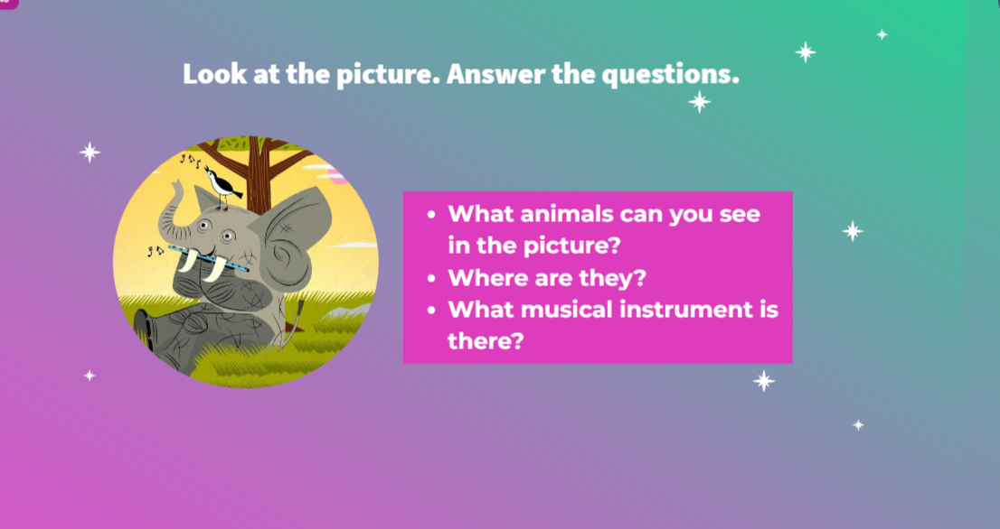 Look at the picture. Answer the questions.
• What animals can you see
in the picture?
• Where are they?
• What musical instrument is
there?